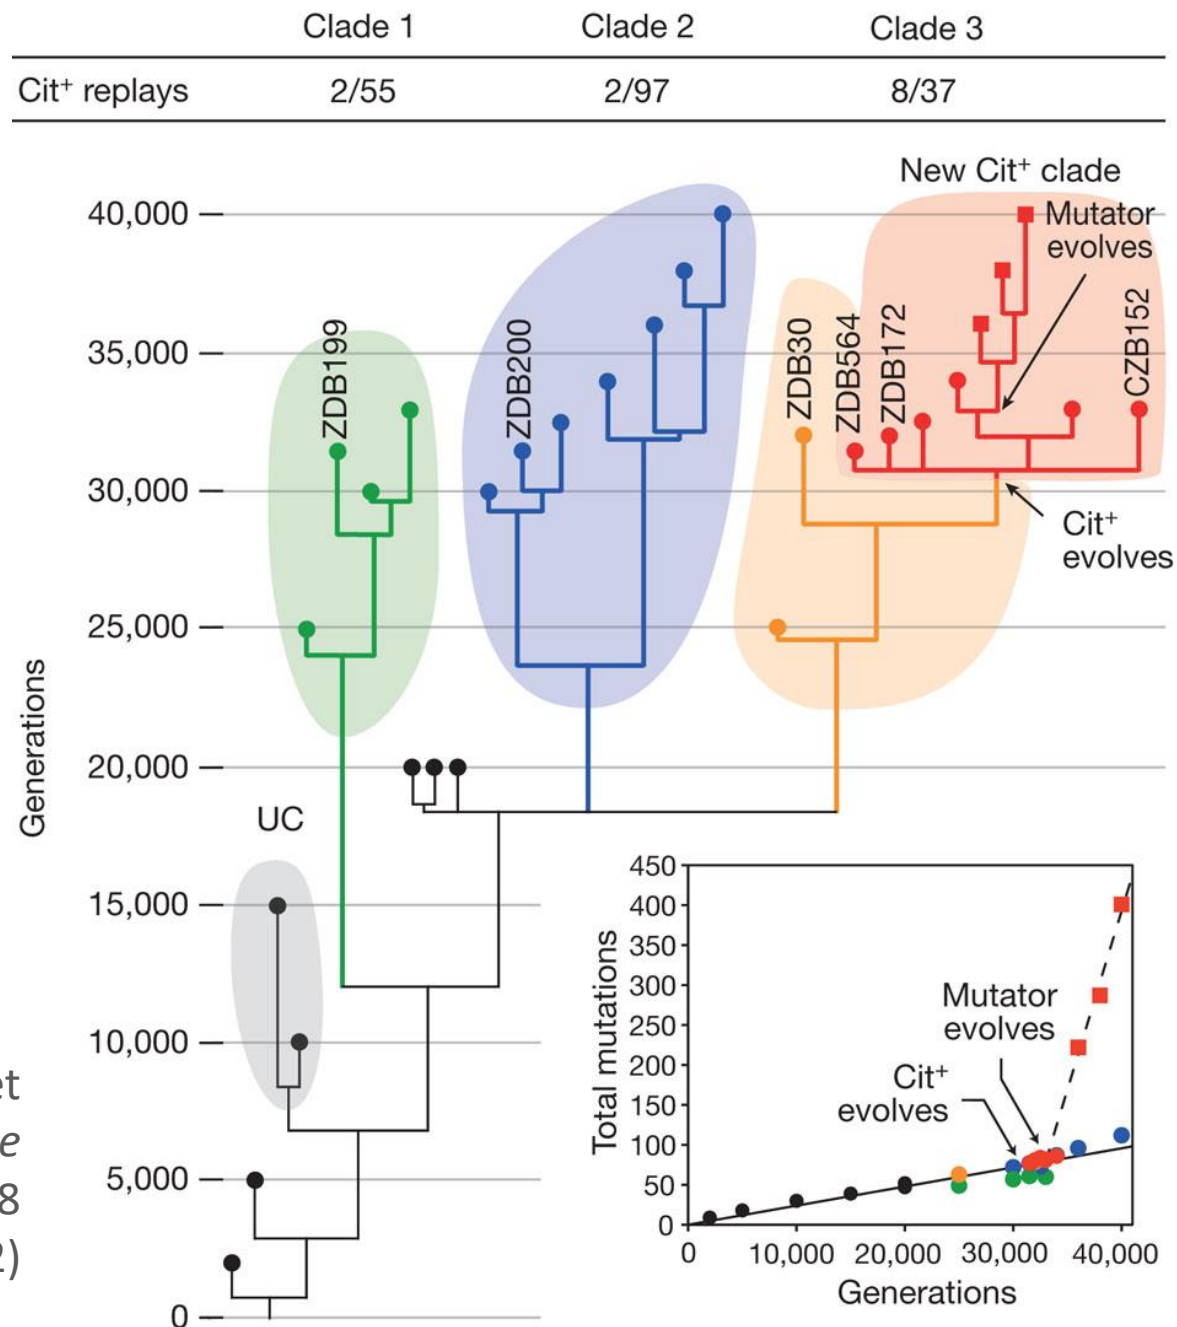 Clade 1 Clade 2 Clade 3
Cit+ replays 2/55 2/97 8/37
New Cit+ clade
40,000
Mutator
evolves
35,000
ZDB199
ZDB200
ZDB30
ZDB564
ZDB172
CZB152
30,000
Cit+
evolves
25,000
Generations
20,000
UC
15,000
10,000
5,000
0
et
e
8
2)
450
400
350
300
250
200
150
100
50
0
Total mutations
Mutator
evolves
Cit+
evolves
0 10,000 20,000 30,000 40,000
Generations